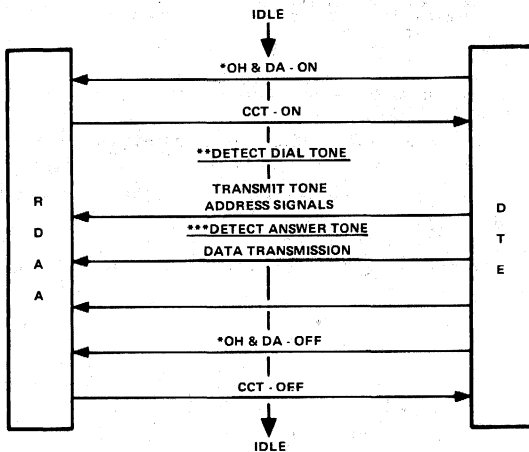 IDLE
*OH & DA - ON
CCT - ON
**DETECT DIAL TONE
TRANSMIT TONE
ADDRESS SIGNALS
***DETECT ANSWER TONE
DATA TRANSMISSION
*OH & DA - OFF
CCT - OFF
IDLE
R
D
A
A
D
T
E